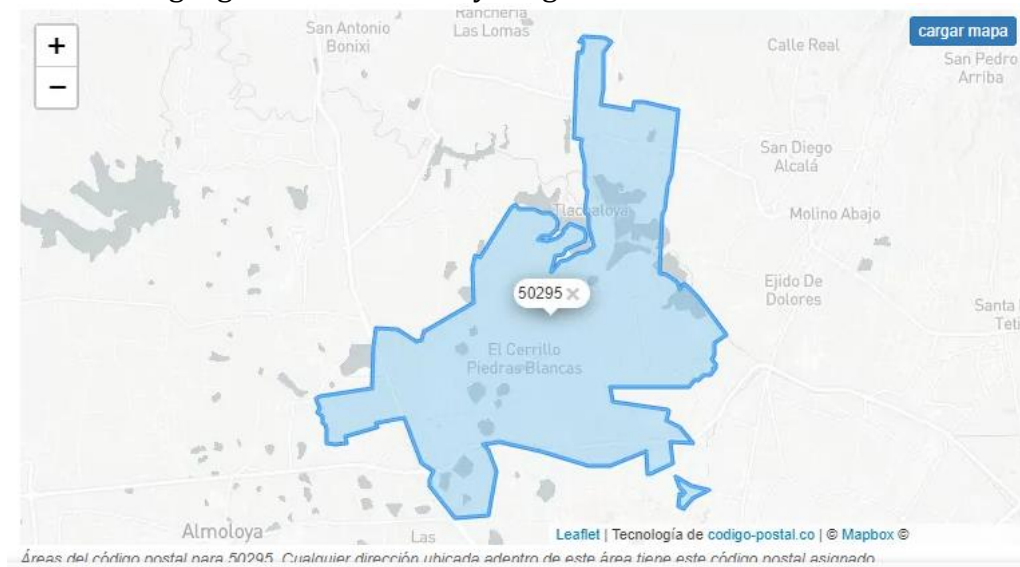 Ranchería
Las Lomas
San Antonio
Bonixi
+
−
Calle Real
cargar mapa
San Pedro
Arriba
San Diego
Alcalá
Tlachaloya
Molino Abajo
50295 ×
Ejido De
Dolores
Santa
Teti
El Cerrillo
Piedras Blancas
Almoloya
Las
Leaflet | Tecnología de codigo-postal.co | © Mapbox ©
Áreas del código postal para 50295. Cualquier dirección ubicada adentro de este área tiene este código postal asignado